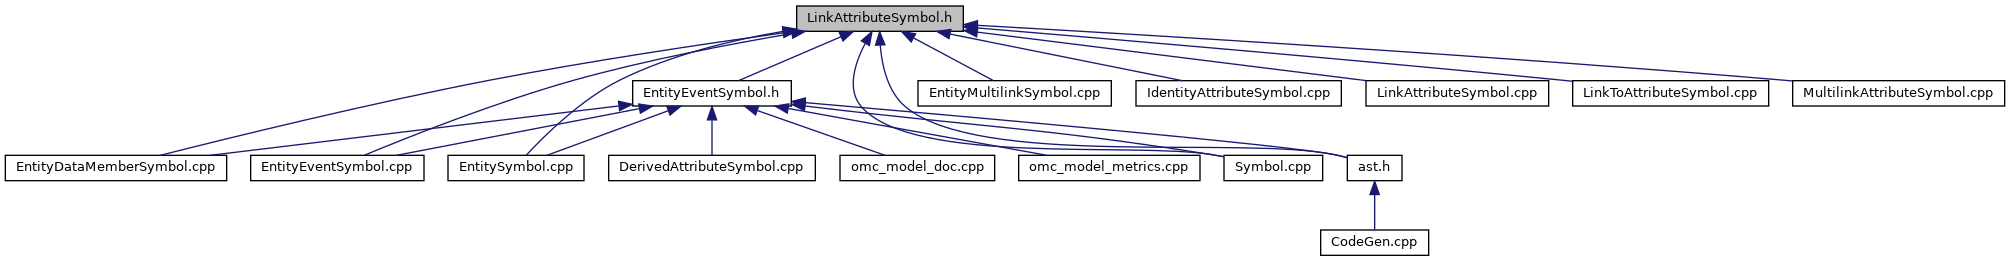 LinkAttributeSymbol.h
EntityEventSymbol.h
EntityMultilinkSymbol.cpp
IdentityAttributeSymbol.cpp
LinkAttributeSymbol.cpp
LinkToAttributeSymbol.cpp
MultilinkAttributeSymbol.cpp
EntityDataMemberSymbol.cpp
EntityEventSymbol.cpp
EntitySymbol.cpp
DerivedAttributeSymbol.cpp
omc_model_doc.cpp
omc_model_metrics.cpp
Symbol.cpp
ast.h
CodeGen.cpp